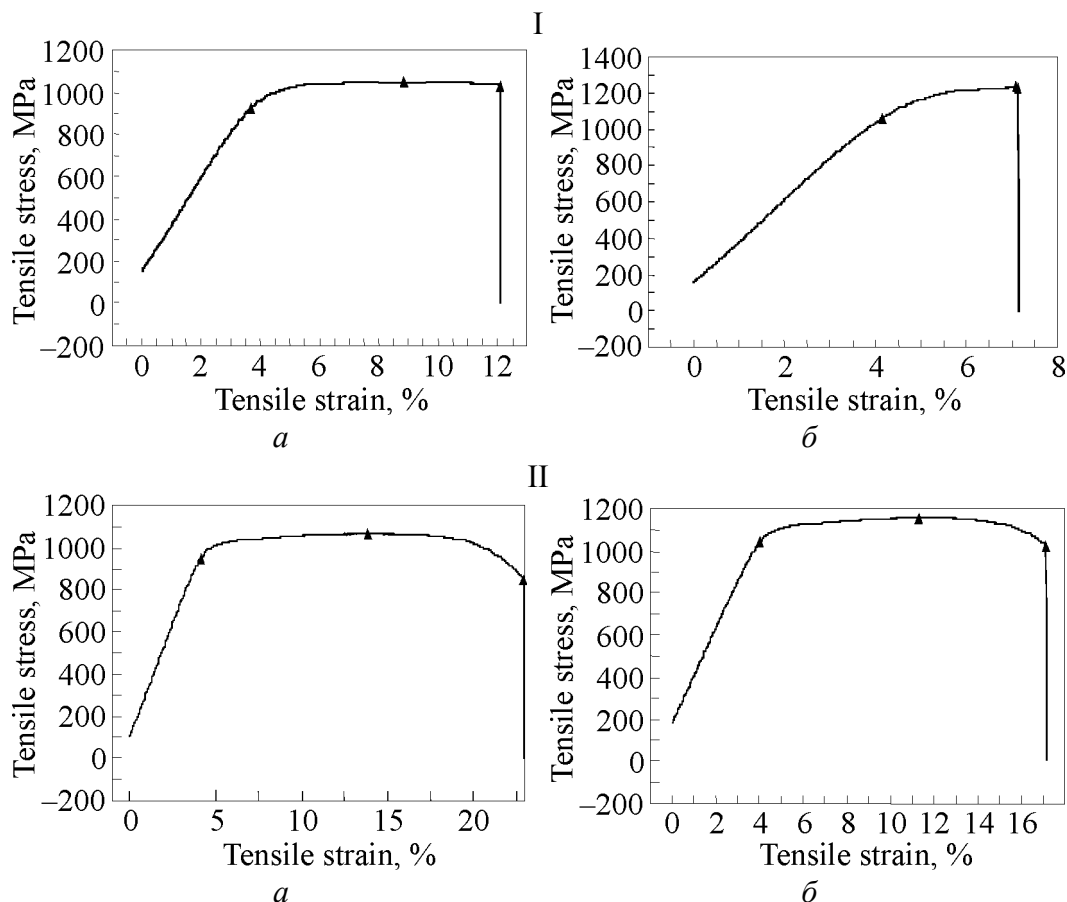 I
Tensile stress, MPa
1200
1000
800
600
400
200
0
–200
0 2 4 6 8 10 12
Tensile strain, %
а
Tensile stress, MPa
1400
1200
1000
800
600
400
200
0
–200
0 2 4 6 8
Tensile strain, %
б
II
Tensile stress, MPa
1200
1000
800
600
400
200
0
–200
0 5 10 15 20
Tensile strain, %
а
Tensile stress, MPa
1200
1000
800
600
400
200
0
–200
0 2 4 6 8 10 12 14 16
Tensile strain, %
б